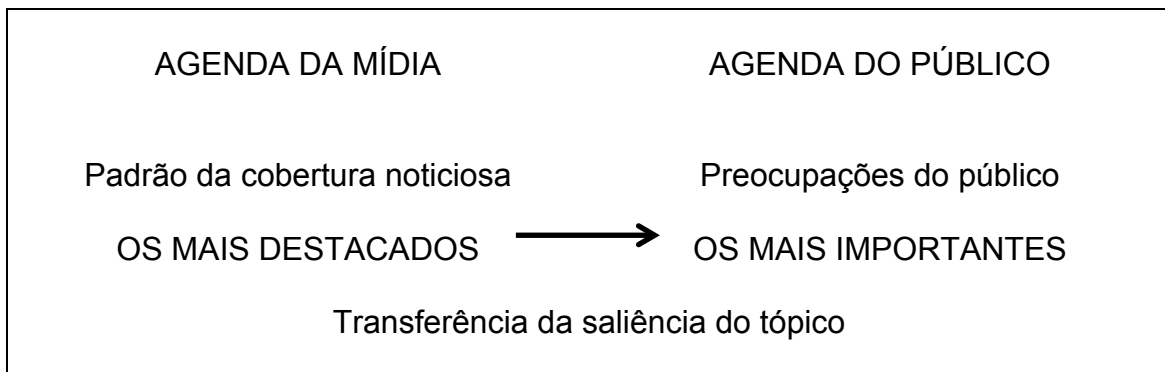 AGENDA DA MÍDIA AGENDA DO PÚBLICO
Padrão da cobertura noticiosa Preocupações do público
OS MAIS DESTACADOS OS MAIS IMPORTANTES
Transferência da saliência do tópico